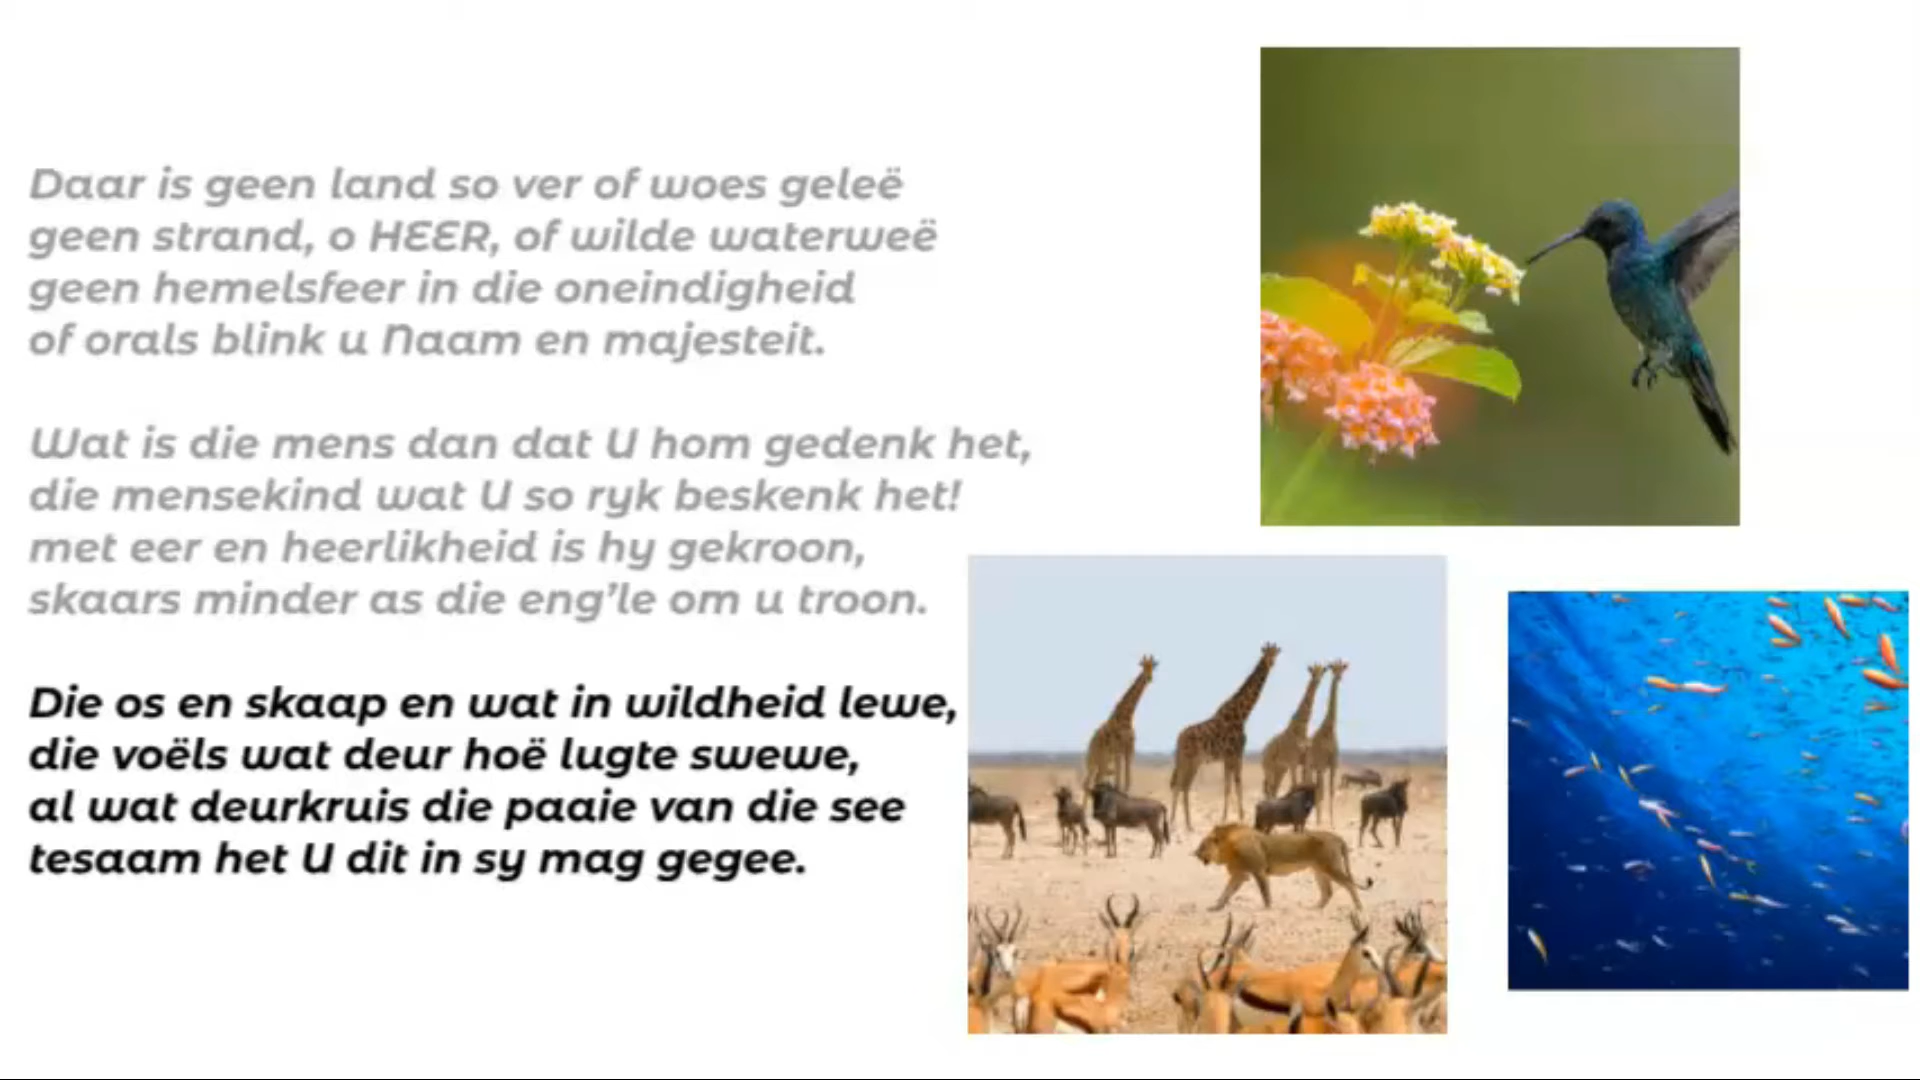 Daar is geen land so ver of woes geleë
geen strand, o HEER, of wilde waterweë
geen hemelsfeer in die oneindigheid
of orals blink u Naam en majesteit.
Wat is die mens dan dat U hom gedenk het,
die mensekind wat U so ryk beskenk het!
met eer en heerlikheid is hy gekroon,
skaars minder as die eng’le om u troon.
Die os en skaap en wat in wildheid lewe,
die voëls wat deur hoë lugte swewe,
al wat deurkruis die paaie van die see
tesaam het U dit in sy mag gegee.